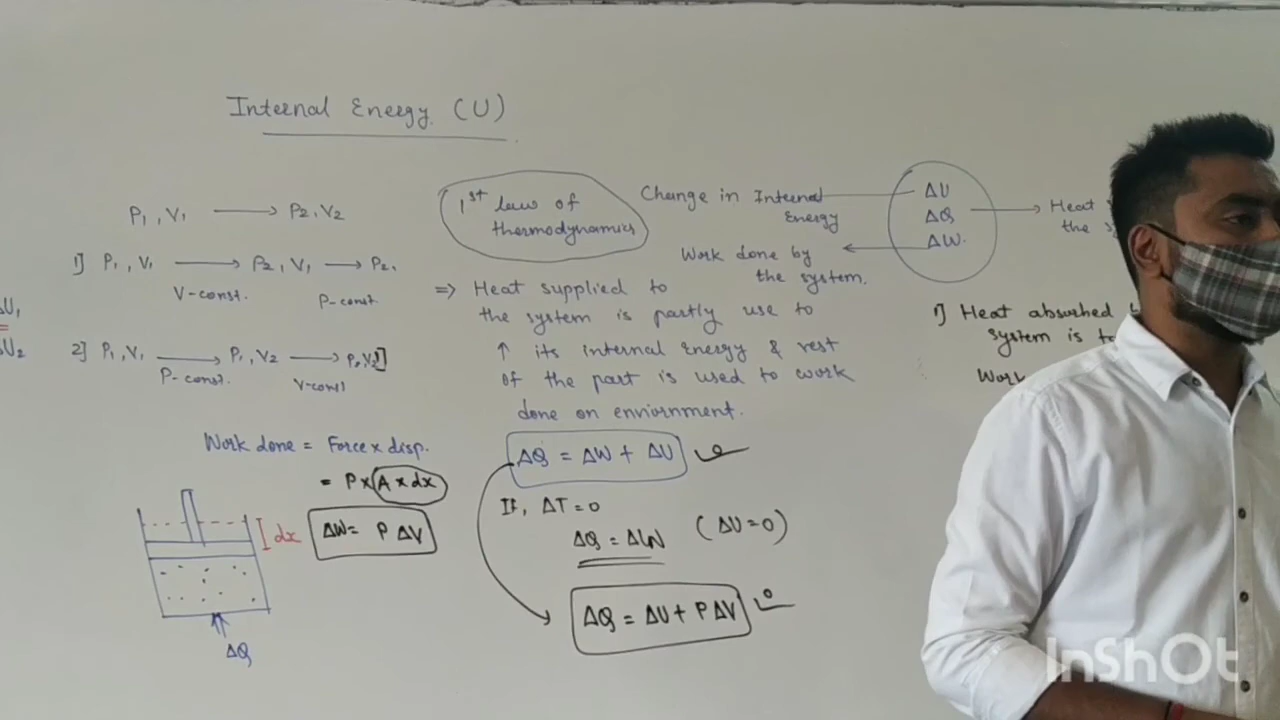 Internal Energy (U)
P1, V1 → P2, V2
1] P1, V1 → P2, V1 → P2,
V-const. P-const
ΔU1
ΔU2
2] P1, V1 → P1, V2 → P2, V2]
P-const. V-const
Work done = Force x disp.
= P x (A x dx)
ΔW = P ΔV
dx
ΔQ
1st law of
thermodynamics
Change in Internal
Energy
Work done by
the system.
ΔU
ΔQ
ΔW.
→ Heat
the
⇒ Heat supplied to
the system is partly use to
↑ its internal energy & rest
of the part is used to work
done on enviornment.
ΔQ = ΔW + ΔU
If, ΔT = 0
ΔQ = ΔW (ΔU = 0)
ΔQ = ΔU + P ΔV
1] Heat absorbed
system is
Work
InShOt